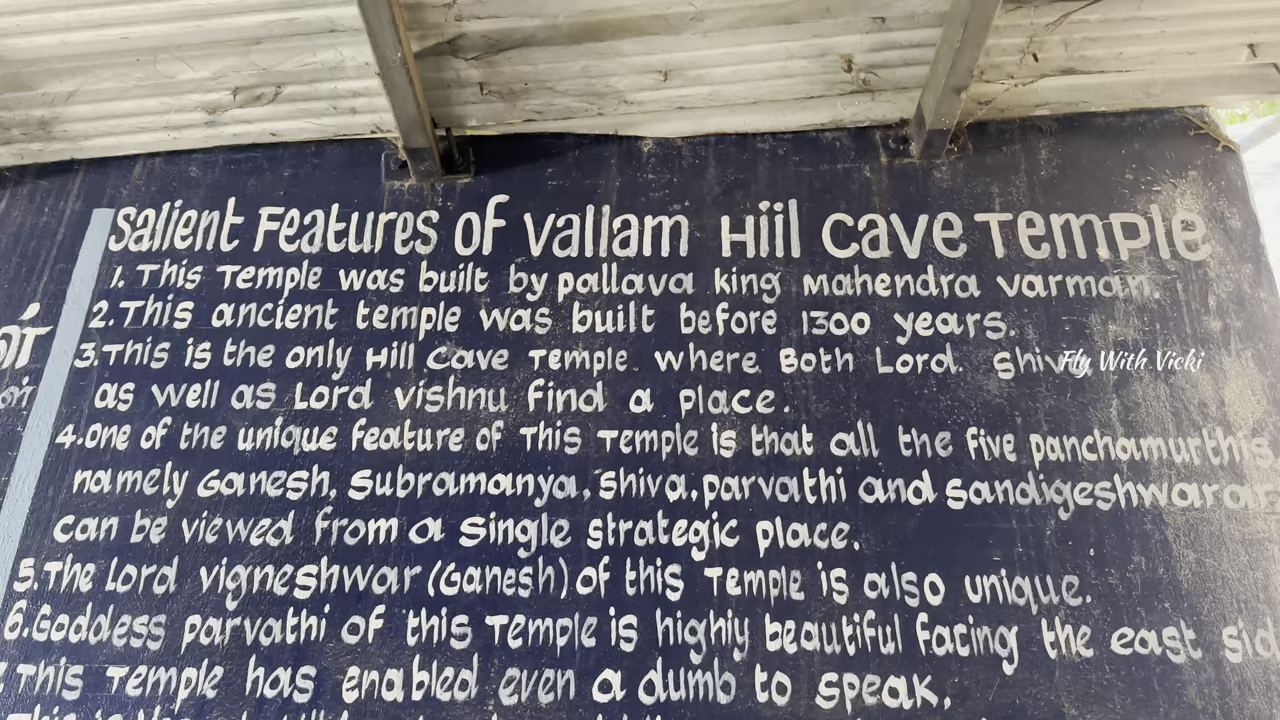 Salient Features of Vallam Hill Cave Temple
1. This Temple was built by pallava king Mahendra varman.
2. This ancient temple was built before 1300 years.
3. This is the only Hill Cave Temple. where Both Lord. Shiv
Fly With Vicki
as well as Lord vishnu find a place.
4. One of the unique feature of This Temple is that all the five panchamurthis,
namely Ganesh, Subramanya, Shiva, parvathi and Sandigeshwarar
can be viewed from a Single strategic place.
5. The Lord vigneshwar (Ganesh) of this Temple is also unique.
6. Goddess parvathi of this Temple is highly beautiful facing the east sid
This Temple has enabled even a dumb to speak.